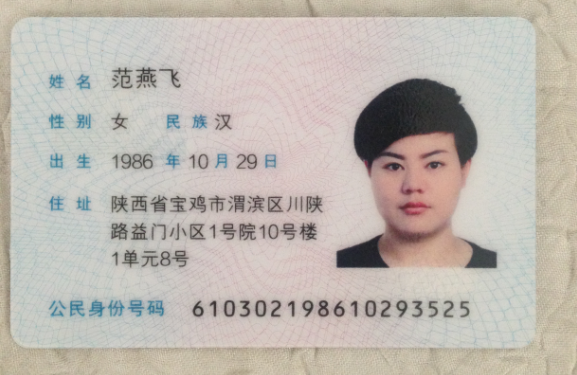 姓名 范燕飞
性别 女 民族 汉
出生 1986 年 10 月 29 日
住址 陕西省宝鸡市渭滨区川陕
路益门小区1号院10号楼
1单元8号
公民身份号码 610302198610293525